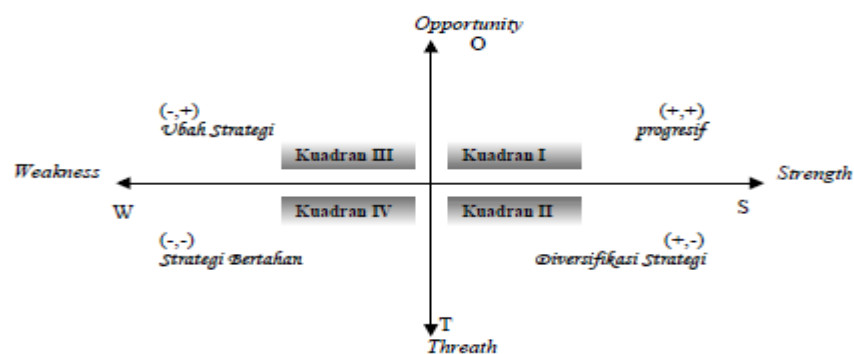 Opportunity
O
(-,+)
Ubah Strategi
(+,+)
progresif
Kuadran III
Kuadran I
Weakness
Strength
W
Kuadran IV
Kuadran II
S
(-,-)
Strategi Bertahan
(+,-)
Diversifikasi Strategi
T
Threath